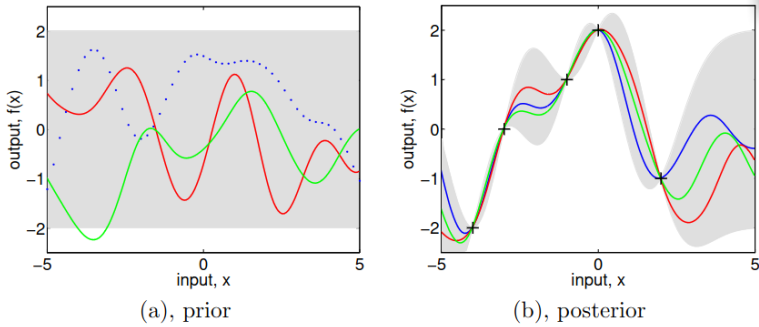 2
1
0
−1
−2
−5
0
5
output, f(x)
input, x
(a), prior
2
1
0
−1
−2
−5
0
5
output, f(x)
input, x
(b), posterior